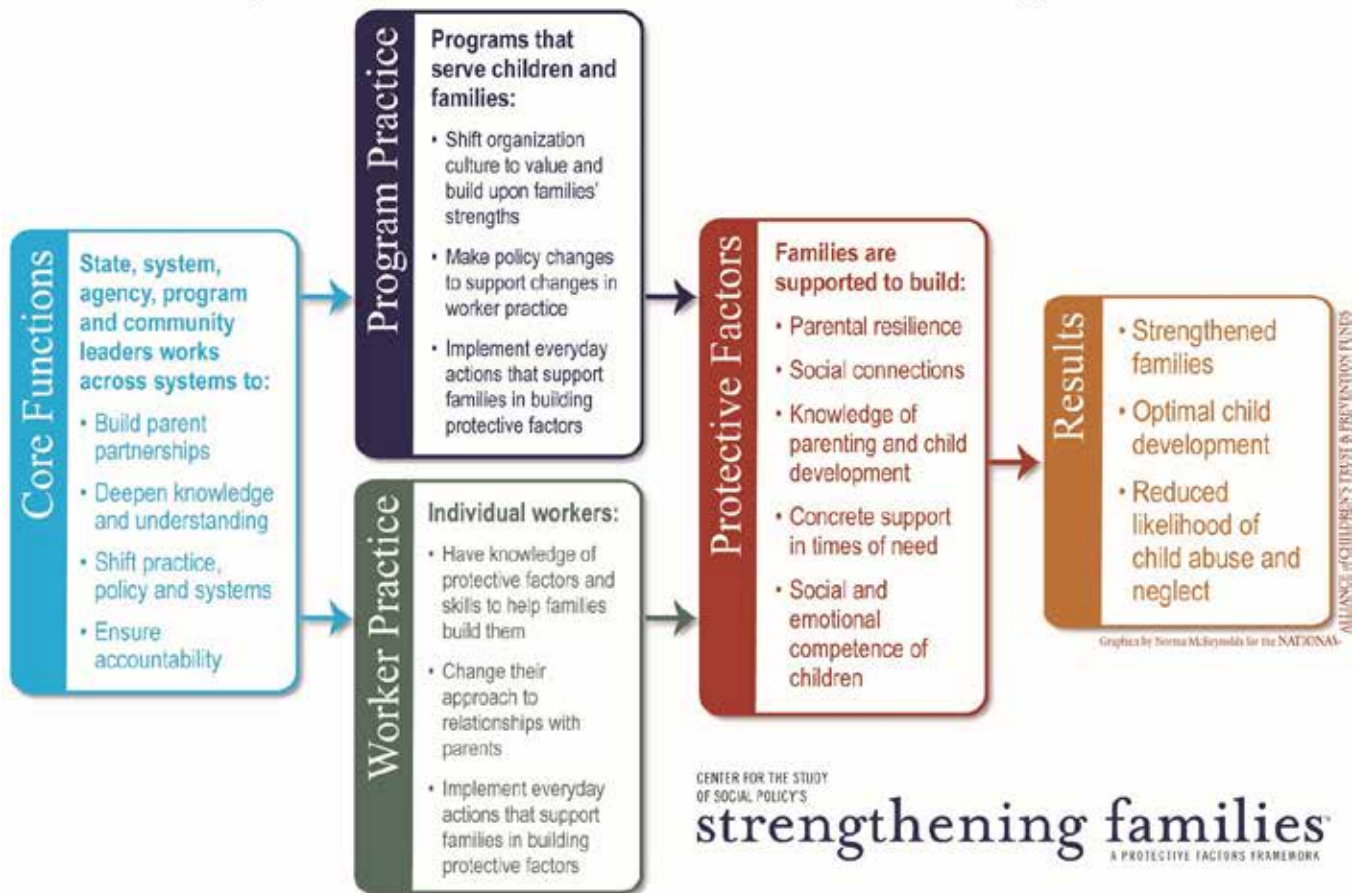 Core Functions
State, system,
agency, program
and community
leaders works
across systems to:
• Build parent
partnerships
• Deepen knowledge
and understanding
• Shift practice,
policy and systems
• Ensure
accountability
Program Practice
Programs that
serve children and
families:
• Shift organization
culture to value and
build upon families'
strengths
• Make policy changes
to support changes in
worker practice
• Implement everyday
actions that support
families in building
protective factors
Worker Practice
Individual workers:
• Have knowledge of
protective factors and
skills to help families
build them
• Change their
approach to
relationships with
parents
• Implement everyday
actions that support
families in building
protective factors
Protective Factors
Families are
supported to build:
• Parental resilience
• Social connections
• Knowledge of
parenting and child
development
• Concrete support
in times of need
• Social and
emotional
competence of
children
Results
• Strengthened
families
• Optimal child
development
• Reduced
likelihood of
child abuse and
neglect
Graphics by Norma McReynolds for the NATIONAL
ALLIANCE of CHILDREN'S TRUST & PREVENTION FUNDS
CENTER FOR THE STUDY
OF SOCIAL POLICY'S
strengthening families™
A PROTECTIVE FACTORS FRAMEWORK